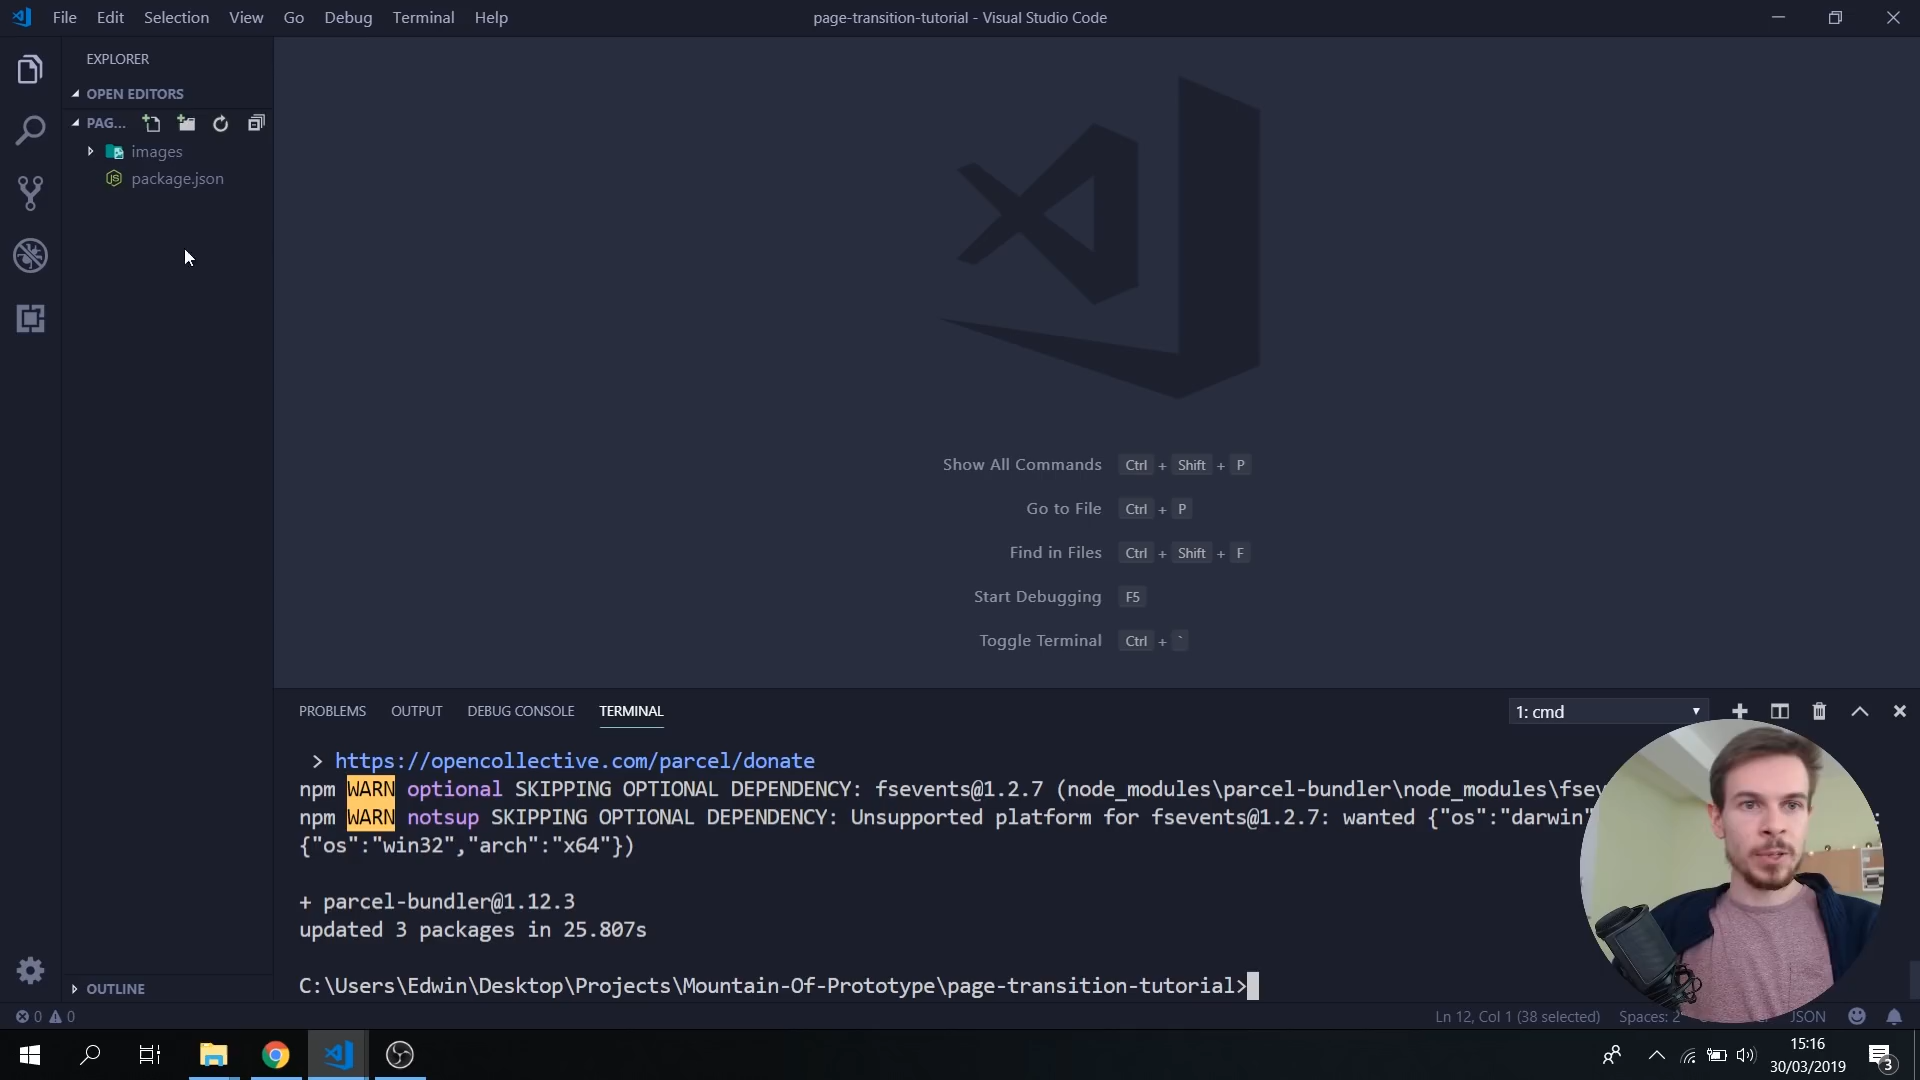 File Edit Selection View Go Debug Terminal Help
page-transition-tutorial - Visual Studio Code
EXPLORER
OPEN EDITORS
PAG...
images
package.json
OUTLINE
Show All Commands Ctrl + Shift + P
Go to File Ctrl + P
Find in Files Ctrl + Shift + F
Start Debugging F5
Toggle Terminal Ctrl + `
PROBLEMS OUTPUT DEBUG CONSOLE TERMINAL
1: cmd
> https://opencollective.com/parcel/donate
npm WARN optional SKIPPING OPTIONAL DEPENDENCY: fsevents@1.2.7 (node_modules\parcel-bundler\node_modules\fsev
npm WARN notsup SKIPPING OPTIONAL DEPENDENCY: Unsupported platform for fsevents@1.2.7: wanted {"os":"darwin" :
{"os":"win32","arch":"x64"})
+ parcel-bundler@1.12.3
updated 3 packages in 25.807s
C:\Users\Edwin\Desktop\Projects\Mountain-Of-Prototype\page-transition-tutorial>
0 0
Ln 12, Col 1 (38 selected) Spaces: 2 JSON
15:16
30/03/2019
3